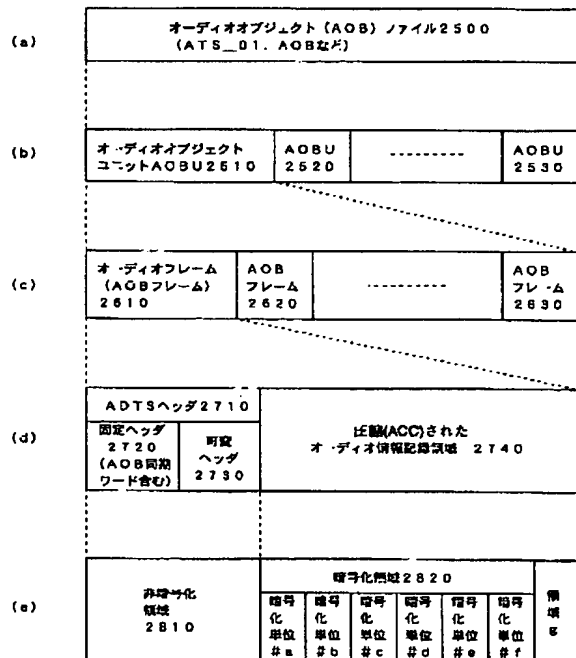 (a)
オーディオオブジェクト(AOB)ファイル2500
(ATS__01. AOBなど)
(b)
オーディオオブジェクト
ユニットAOBU2510
AOBU
2520
AOBU
2530
(c)
オーディオフレーム
(AOBフレーム)
2610
AOB
フレーム
2620
AOB
フレーム
2630
(d)
ADTSヘッダ2710
固定ヘッダ
2720
(AOB同期
ワード含む)
可変
ヘッダ
2730
圧縮(ACC)された
オーディオ情報記録領域 2740
(e)
非暗号化
領域
2810
暗号化領域2820
暗号
化
単位
#a
暗号
化
単位
#b
暗号
化
単位
#c
暗号
化
単位
#d
暗号
化
単位
#e
暗号
化
単位
#f
領
域
g